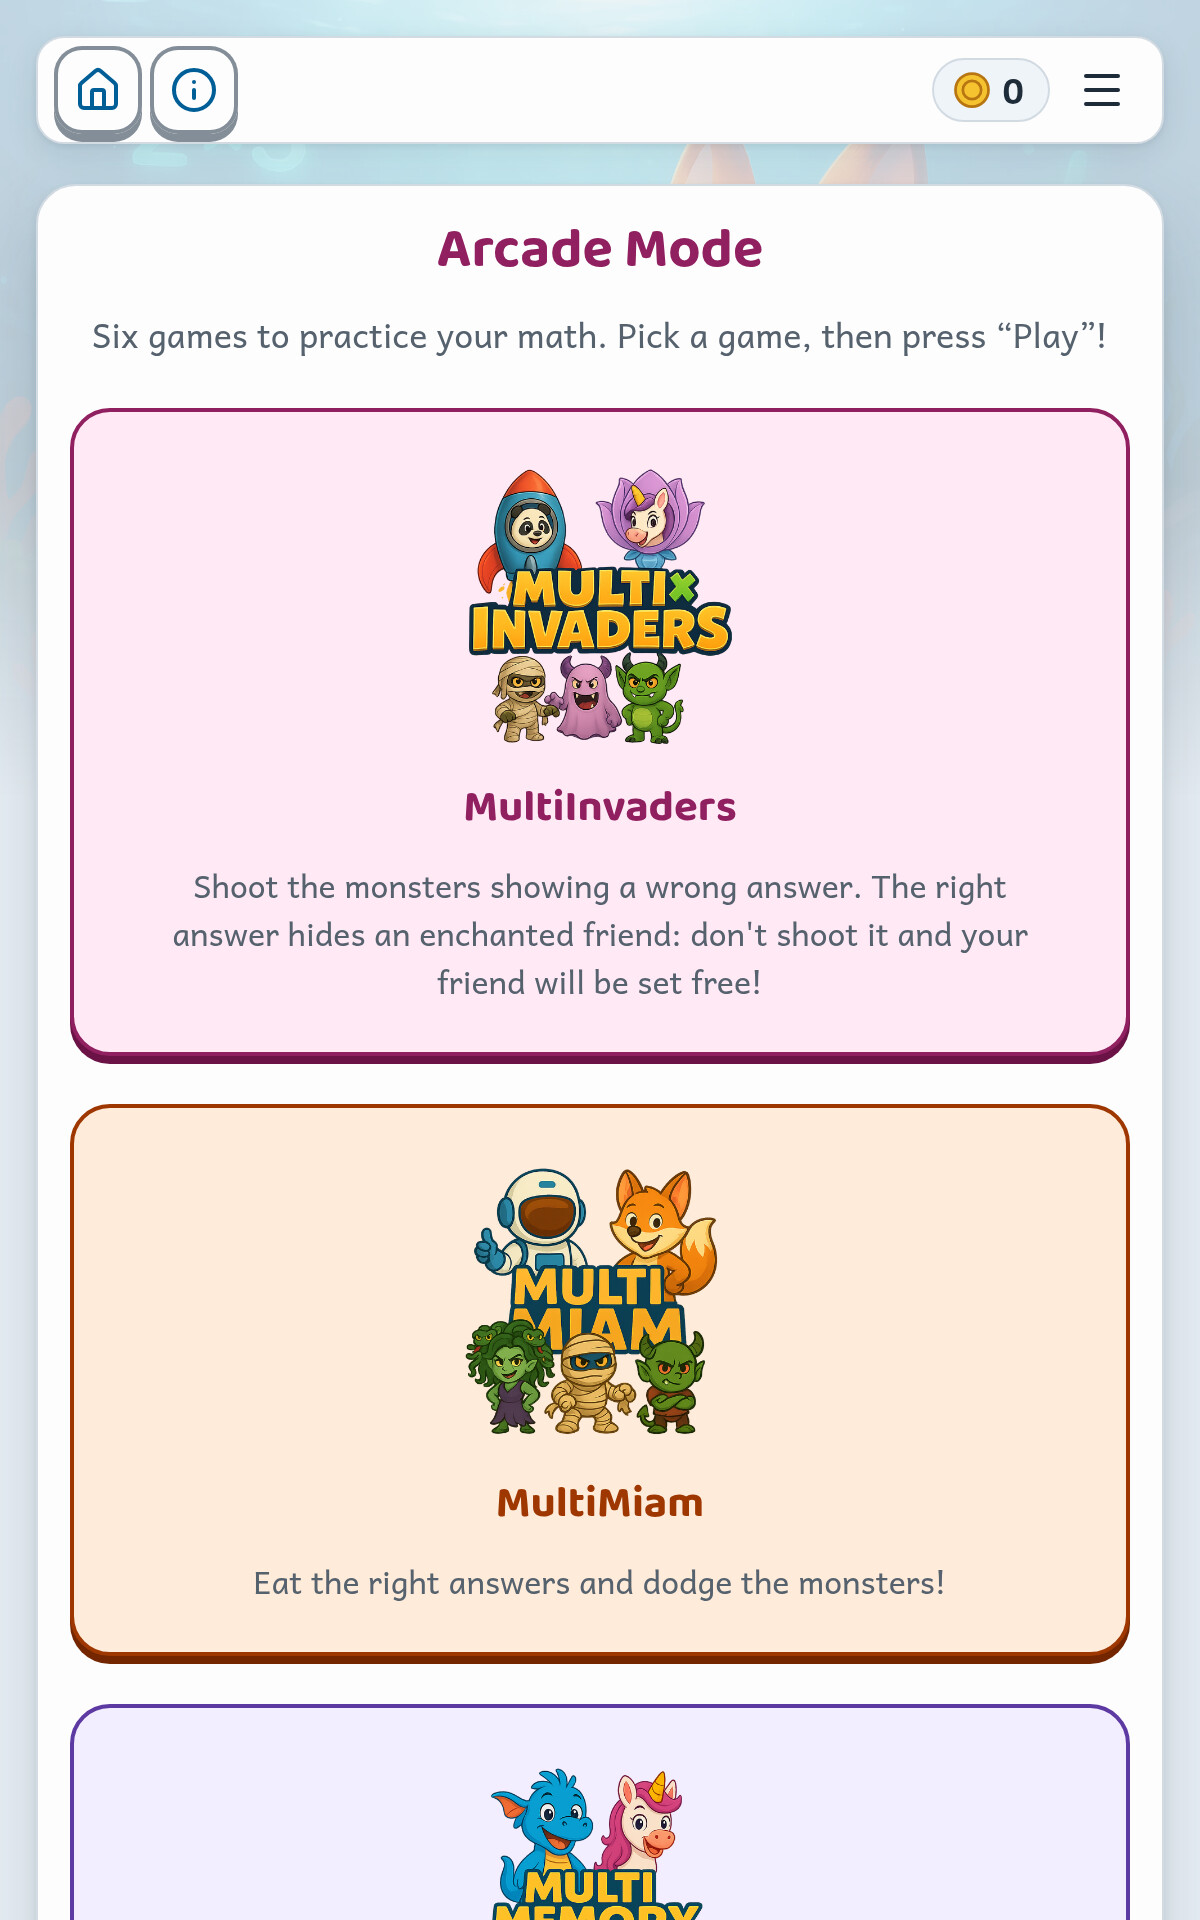 0
Arcade Mode
Six games to practice your math. Pick a game, then press “Play”!
MULTI×
INVADERS
MultiInvaders
Shoot the monsters showing a wrong answer. The right
answer hides an enchanted friend: don't shoot it and your
friend will be set free!
MULTI
MIAM
MultiMiam
Eat the right answers and dodge the monsters!
MULTI
MEMORY